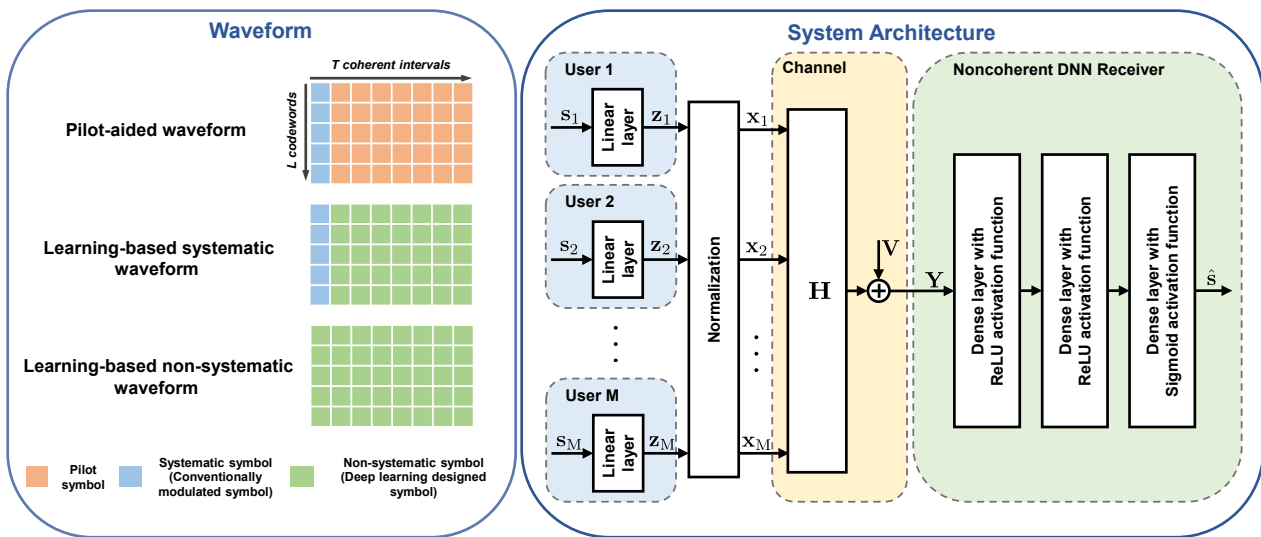 Waveform
T coherent intervals
L codewords
Pilot-aided waveform
Learning-based systematic
waveform
Learning-based non-systematic
waveform
Pilot
symbol
Systematic symbol
(Conventionally
modulated symbol)
Non-systematic symbol
(Deep learning designed
symbol)
System Architecture
User 1
s₁
Linear
layer
z₁
User 2
s₂
Linear
layer
z₂
User M
s_M
Linear
layer
z_M
Normalization
x₁
x₂
x_M
Channel
H
V
Y
Noncoherent DNN Receiver
Dense layer with
ReLU activation function
Dense layer with
ReLU activation function
Dense layer with
Sigmoid activation function
ŝ